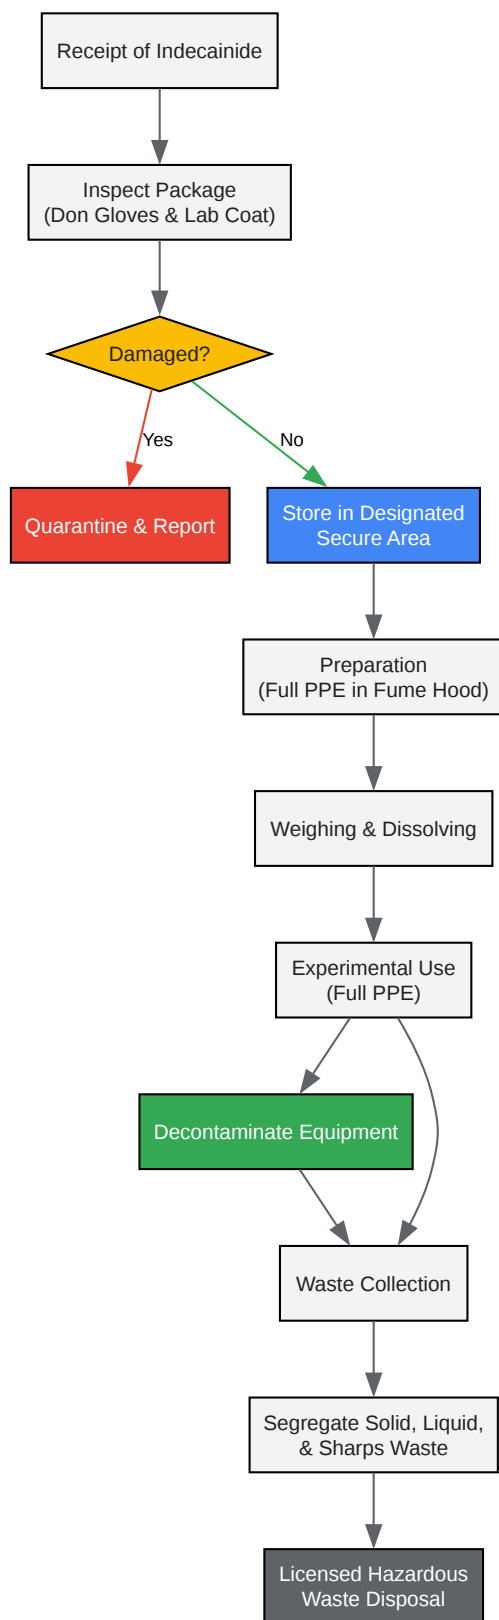 Receipt of Indecainide
Inspect Package
(Don Gloves & Lab Coat)
Damaged?
Yes
No
Quarantine & Report
Store in Designated
Secure Area
Preparation
(Full PPE in Fume Hood)
Weighing & Dissolving
Experimental Use
(Full PPE)
Decontaminate Equipment
Waste Collection
Segregate Solid, Liquid,
& Sharps Waste
Licensed Hazardous
Waste Disposal